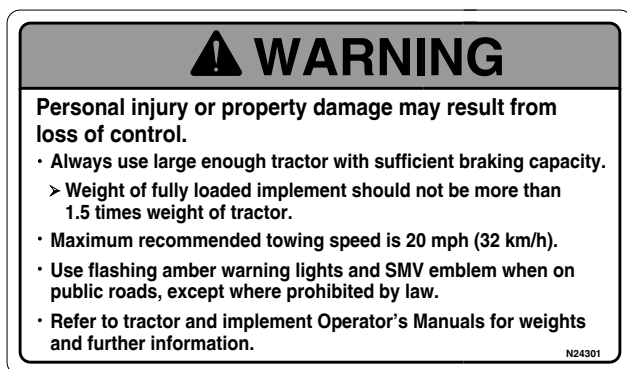 WARNING
Personal injury or property damage may result from
loss of control.
· Always use large enough tractor with sufficient braking capacity.
➢ Weight of fully loaded implement should not be more than
1.5 times weight of tractor.
· Maximum recommended towing speed is 20 mph (32 km/h).
· Use flashing amber warning lights and SMV emblem when on
public roads, except where prohibited by law.
· Refer to tractor and implement Operator's Manuals for weights
and further information.
N24301